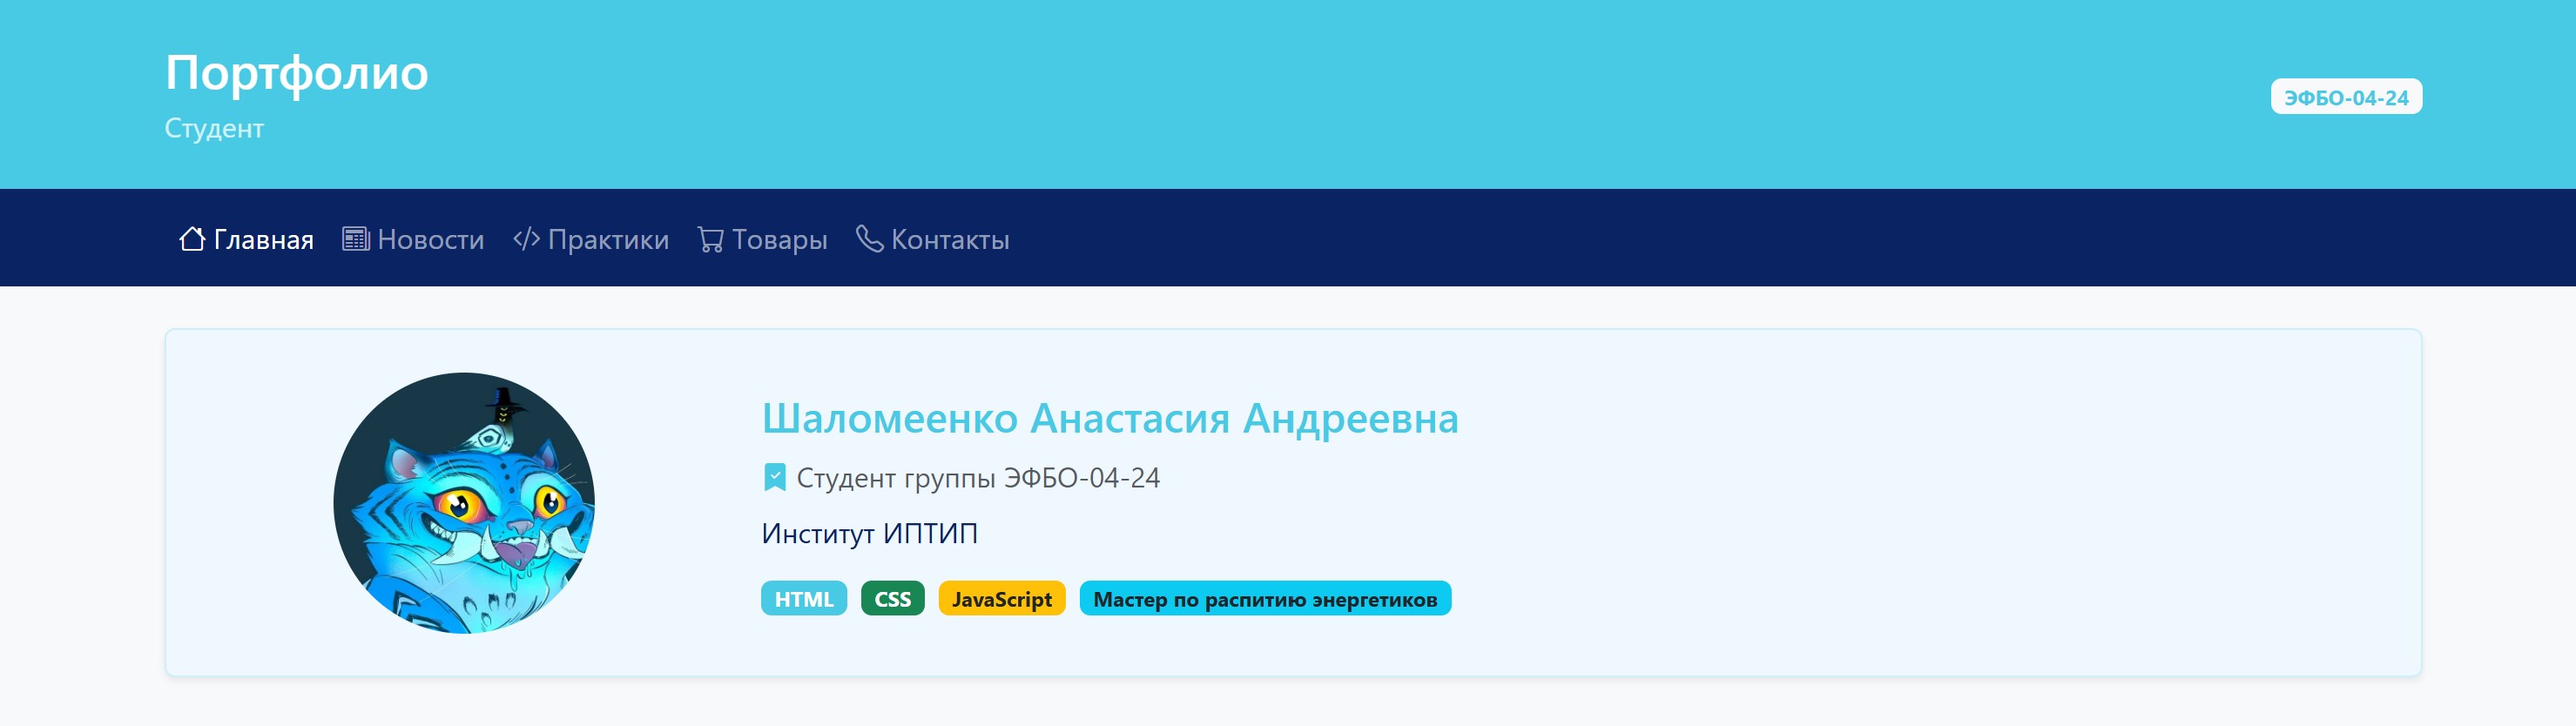 Портфолио
Студент
ЭФБО-04-24
Главная Новости Практики Товары Контакты
Шаломеенко Анастасия Андреевна
Студент группы ЭФБО-04-24
Институт ИПТИП
HTML CSS JavaScript Мастер по распитию энергетиков